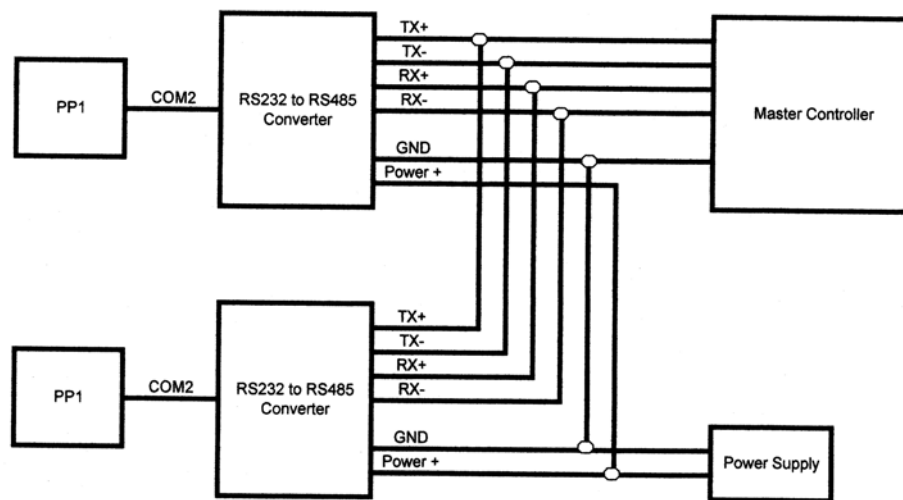 TX+
TX-
RX+
RX-
GND
Power +
PP1
COM2
RS232 to RS485
Converter
Master Controller
TX+
TX-
RX+
RX-
GND
Power +
PP1
COM2
RS232 to RS485
Converter
Power Supply